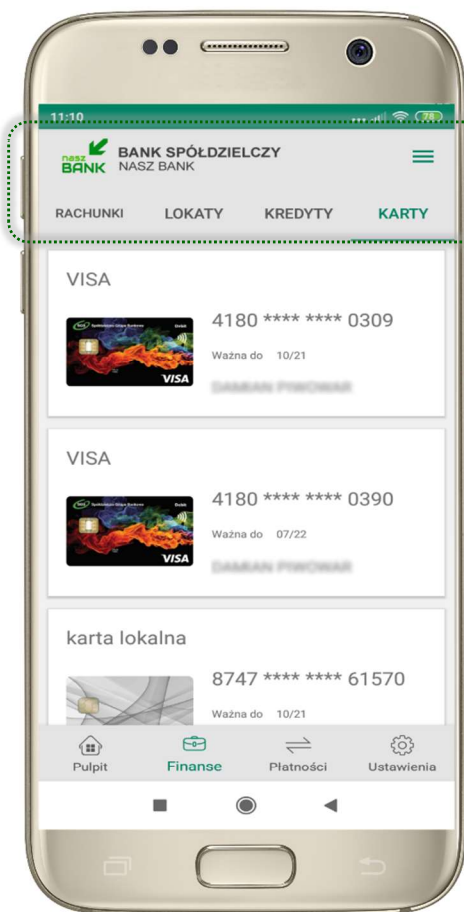 11:10
78
nasz
BANK
BANK SPÓŁDZIELCZY
NASZ BANK
RACHUNKI
LOKATY
KREDYTY
KARTY
VISA
4180 **** **** 0309
Ważna do 10/21
VISA
VISA
4180 **** **** 0390
Ważna do 07/22
VISA
karta lokalna
8747 **** **** 61570
Ważna do 10/21
Pulpit
Finanse
Płatności
Ustawienia